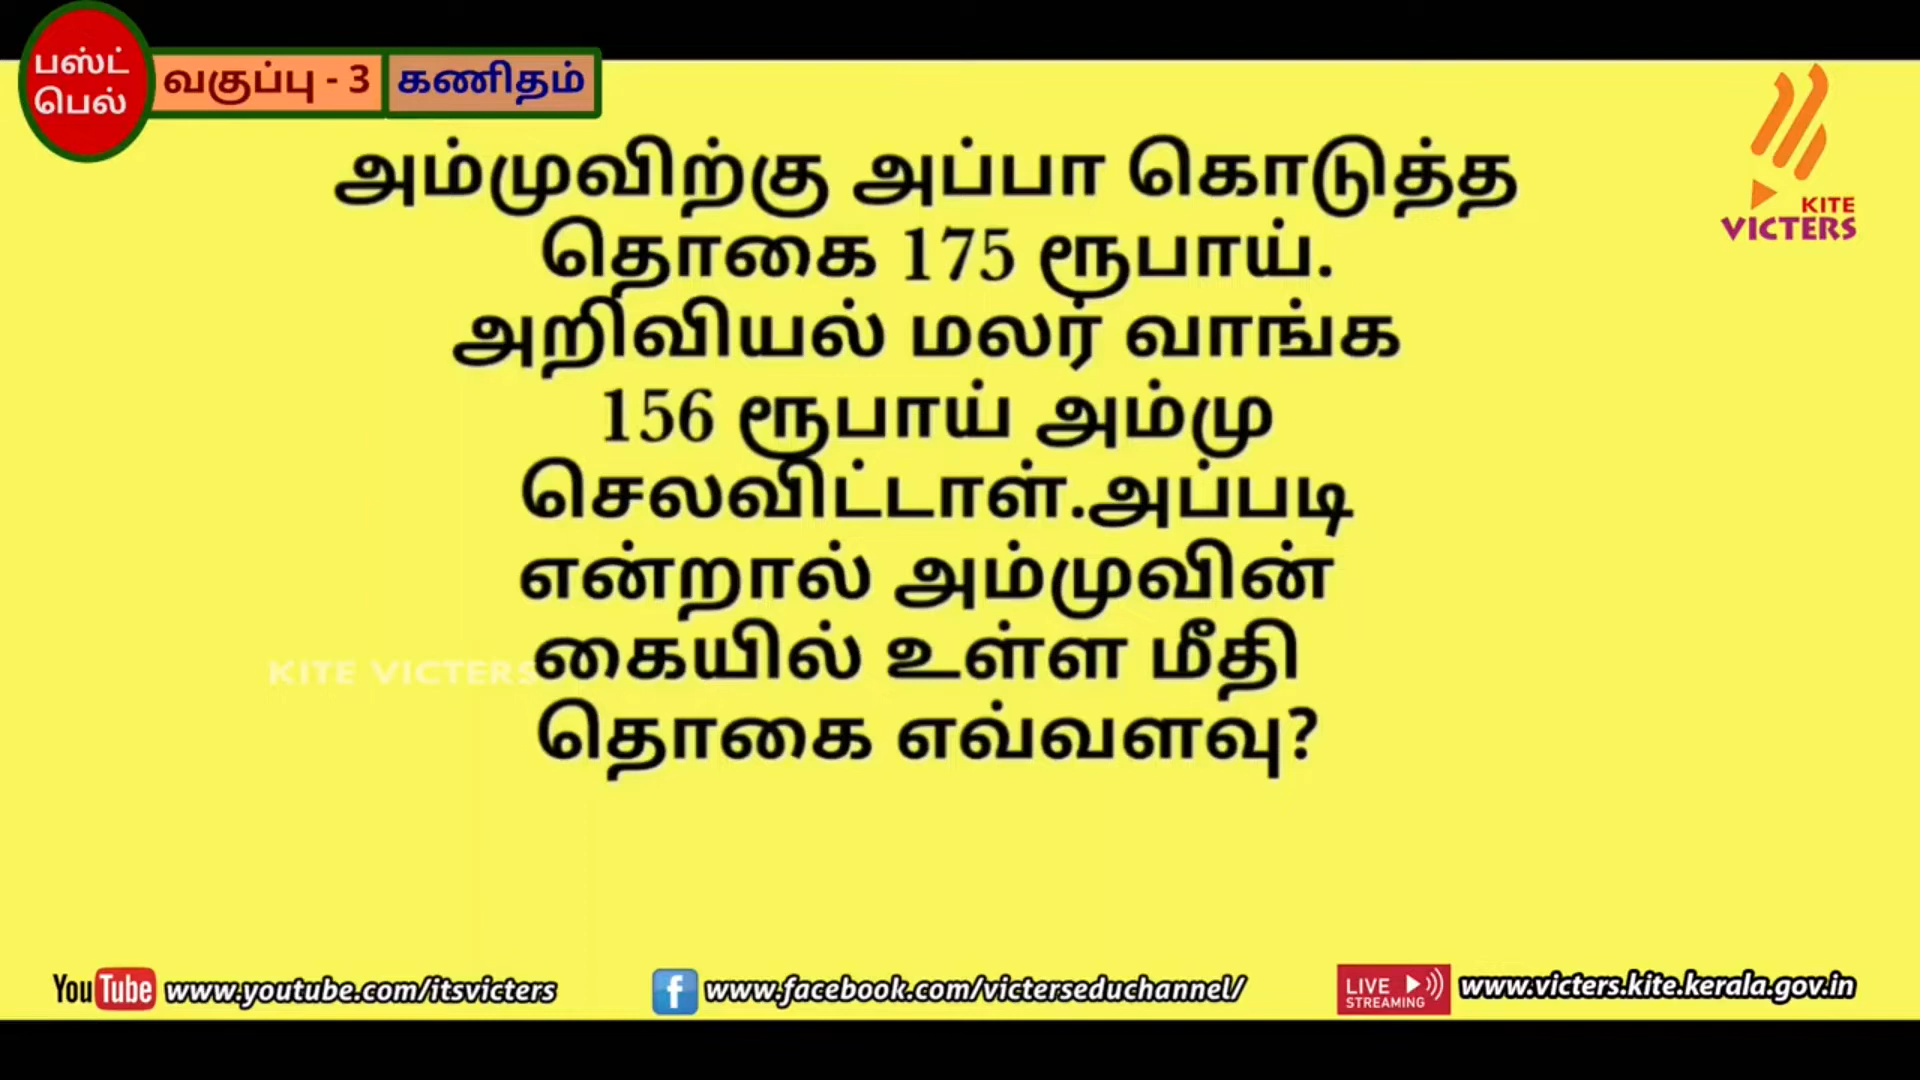 பஸ்ட்
பெல்
வகுப்பு - 3 கணிதம்
அம்முவிற்கு அப்பா கொடுத்த
தொகை 175 ரூபாய்.
அறிவியல் மலர் வாங்க
156 ரூபாய் அம்மு
செலவிட்டாள்.அப்படி
என்றால் அம்முவின்
கையில் உள்ள மீதி
தொகை எவ்வளவு?
KITE
VICTERS
KITE VICTERS
YouTube www.youtube.com/itsvicters
f www.facebook.com/victerseduchannel/
LIVE
STREAMING
www.victers.kite.kerala.gov.in